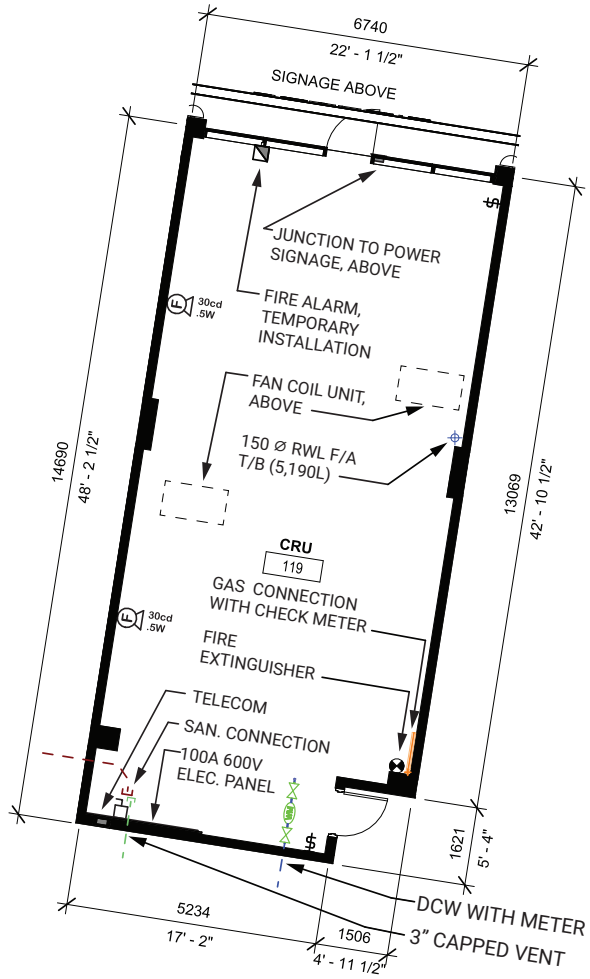 6740
22' - 1 1/2"
SIGNAGE ABOVE
$
JUNCTION TO POWER
SIGNAGE, ABOVE
F 30cd
.5W
FIRE ALARM,
TEMPORARY
INSTALLATION
FAN COIL UNIT,
ABOVE
150 Ø RWL F/A
T/B (5,190L)
14690
48' - 2 1/2"
13069
42' - 10 1/2"
CRU
119
GAS CONNECTION
WITH CHECK METER
F 30cd
.5W
FIRE
EXTINGUISHER
TELECOM
SAN. CONNECTION
100A 600V
ELEC. PANEL
WM
$
1621
5' - 4"
5234
17' - 2"
1506
4' - 11 1/2"
DCW WITH METER
3” CAPPED VENT